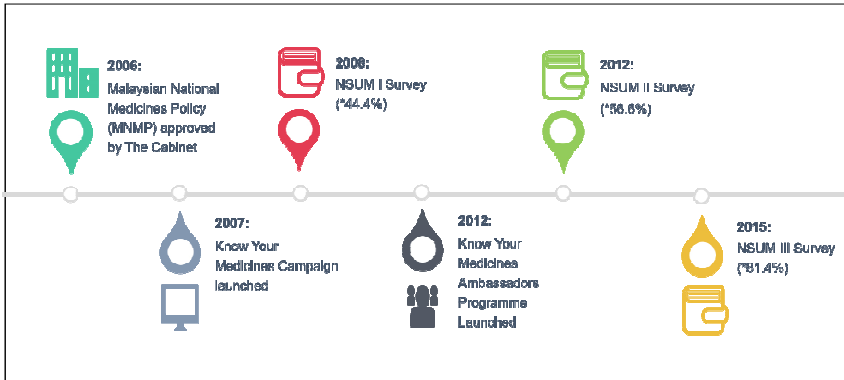 2006:
Malaysian National
Medicines Policy
(MNMP) approved
by The Cabinet
2008:
NSUM I Survey
(*44.4%)
2012:
NSUM II Survey
(*56.6%)
2007:
Know Your
Medicines Campaign
launched
2012:
Know Your
Medicines
Ambassadors
Programme
Launched
2015:
NSUM III Survey
(*61.4%)